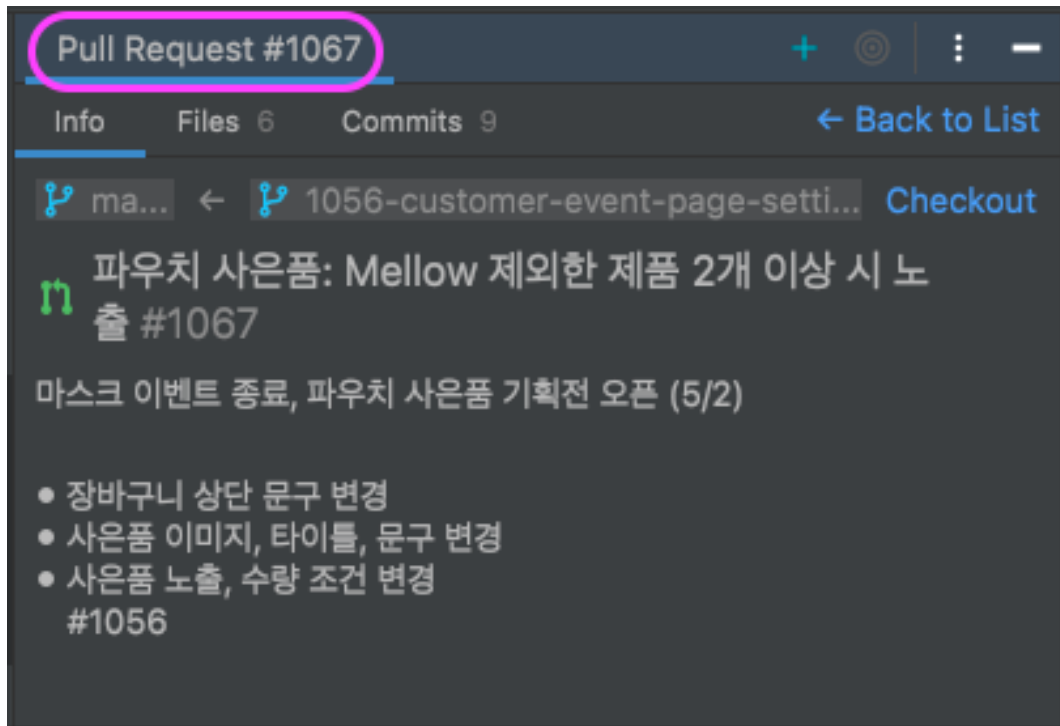 Pull Request #1067
Info Files 6 Commits 9 ← Back to List
ma... ← 1056-customer-event-page-setti... Checkout
파우치 사은품: Mellow 제외한 제품 2개 이상 시 노
출 #1067
마스크 이벤트 종료, 파우치 사은품 기획전 오픈 (5/2)
● 장바구니 상단 문구 변경
● 사은품 이미지, 타이틀, 문구 변경
● 사은품 노출, 수량 조건 변경
#1056